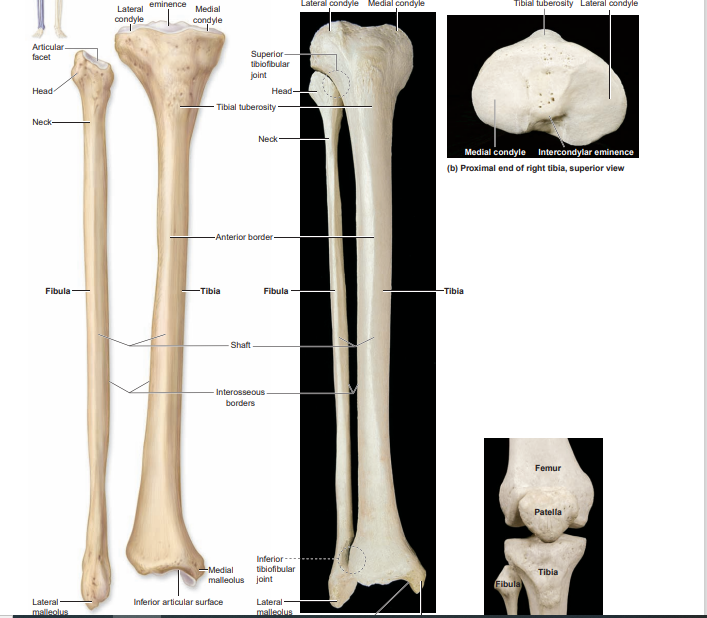 eminence
Lateral
condyle
Medial
condyle
Articular
facet
Head
Neck
Fibula
Tibia
Lateral
malleolus
Medial
malleolus
Inferior articular surface
Lateral condyle
Medial condyle
Superior
tibiofibular
joint
Head
Tibial tuberosity
Neck
Anterior border
Fibula
Tibia
Shaft
Interosseous
borders
Inferior
tibiofibular
joint
Lateral
malleolus
Tibial tuberosity
Lateral condyle
Medial condyle
Intercondylar eminence
(b) Proximal end of right tibia, superior view
Femur
Patella
Tibia
Fibula